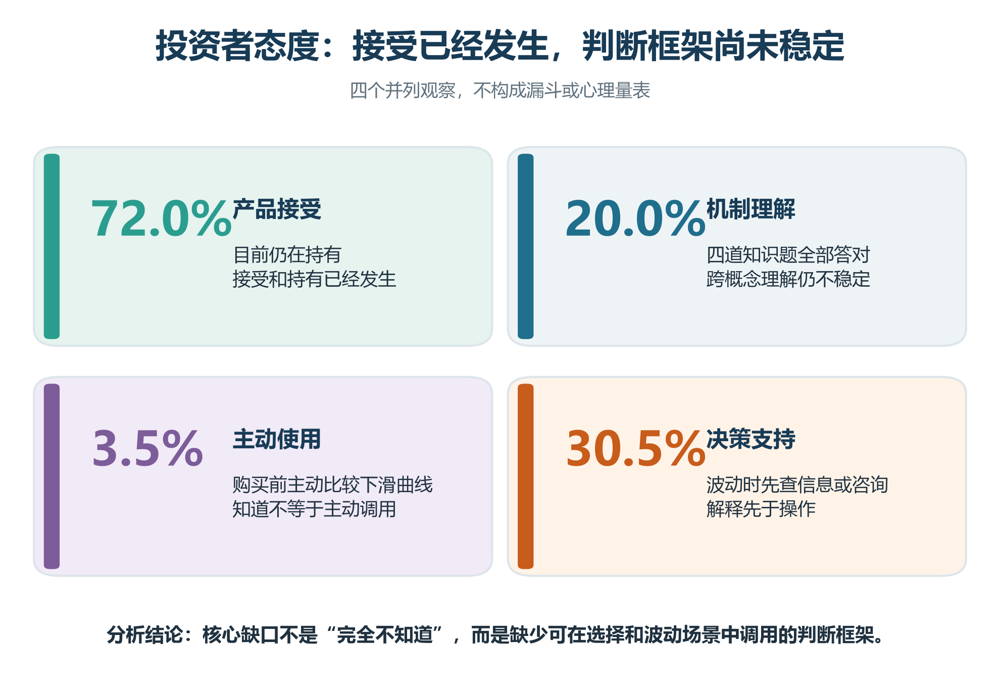 投资者态度：接受已经发生，判断框架尚未稳定
四个并列观察，不构成漏斗或心理量表
72.0%
产品接受
目前仍在持有
接受和持有已经发生
20.0%
机制理解
四道知识题全部答对
跨概念理解仍不稳定
3.5%
主动使用
购买前主动比较下滑曲线
知道不等于主动调用
30.5%
决策支持
波动时先查信息或咨询
解释先于操作
分析结论：核心缺口不是“完全不知道”，而是缺少可在选择和波动场景中调用的判断框架。